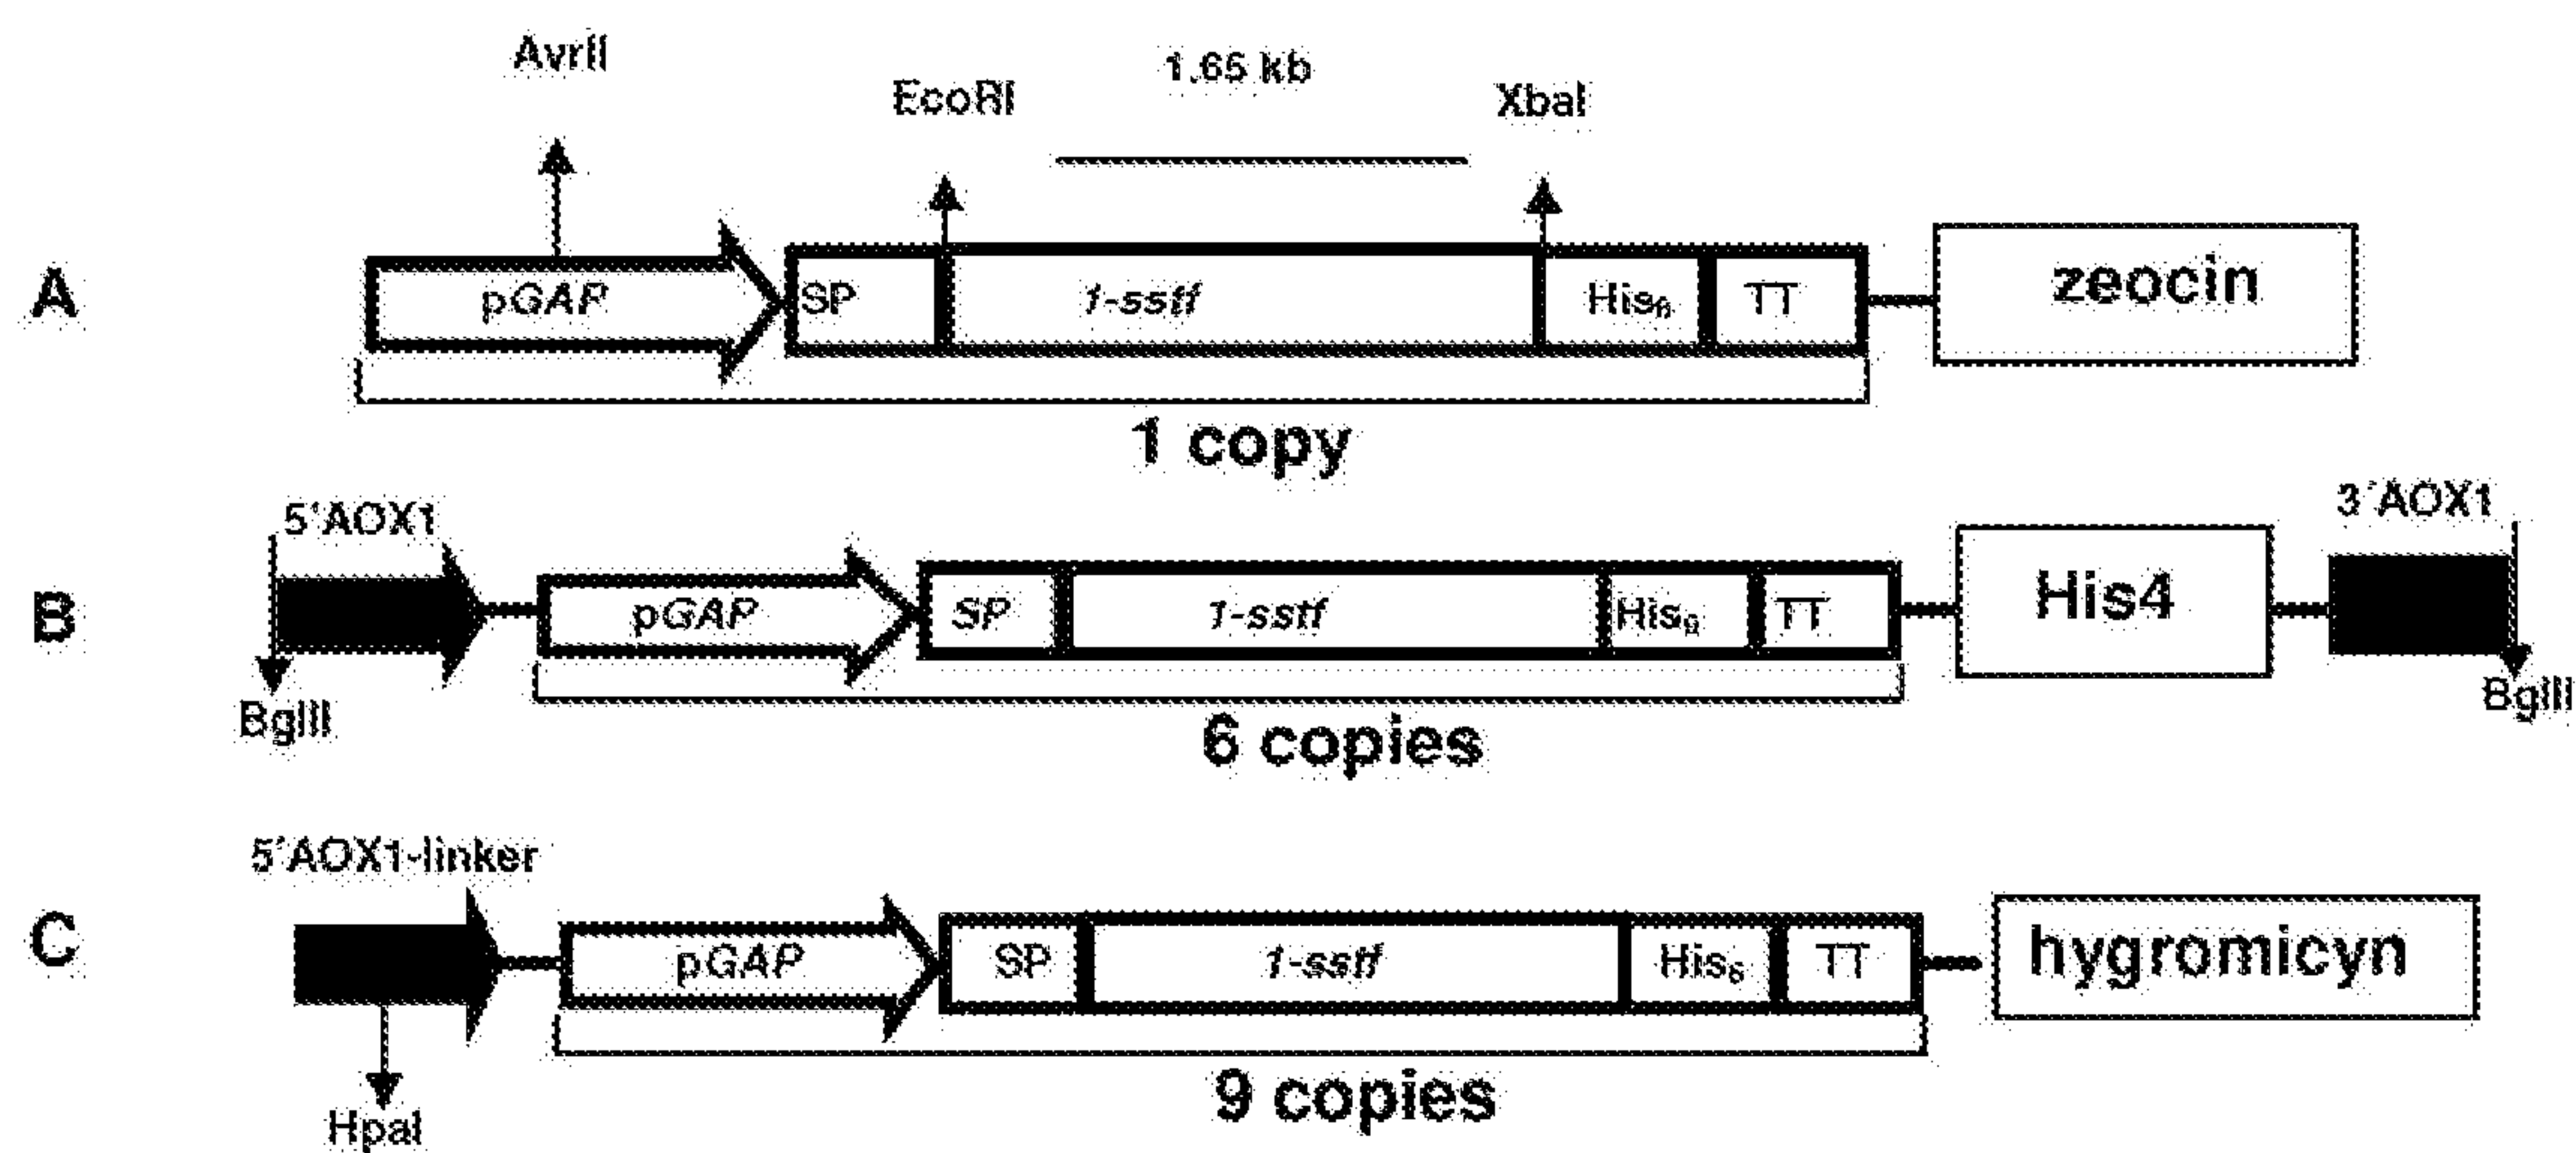 AvrII
EcoRI
1.65 kb
XbaI
A
pGAP
SP
1-sstf
His6
TT
zeocin
1 copy
5'AOX1
3'AOX1
B
pGAP
SP
1-sstf
His6
TT
His4
BglII
BglII
6 copies
5'AOX1-linker
C
pGAP
SP
1-sstf
His6
TT
hygromicyn
9 copies
HpaI